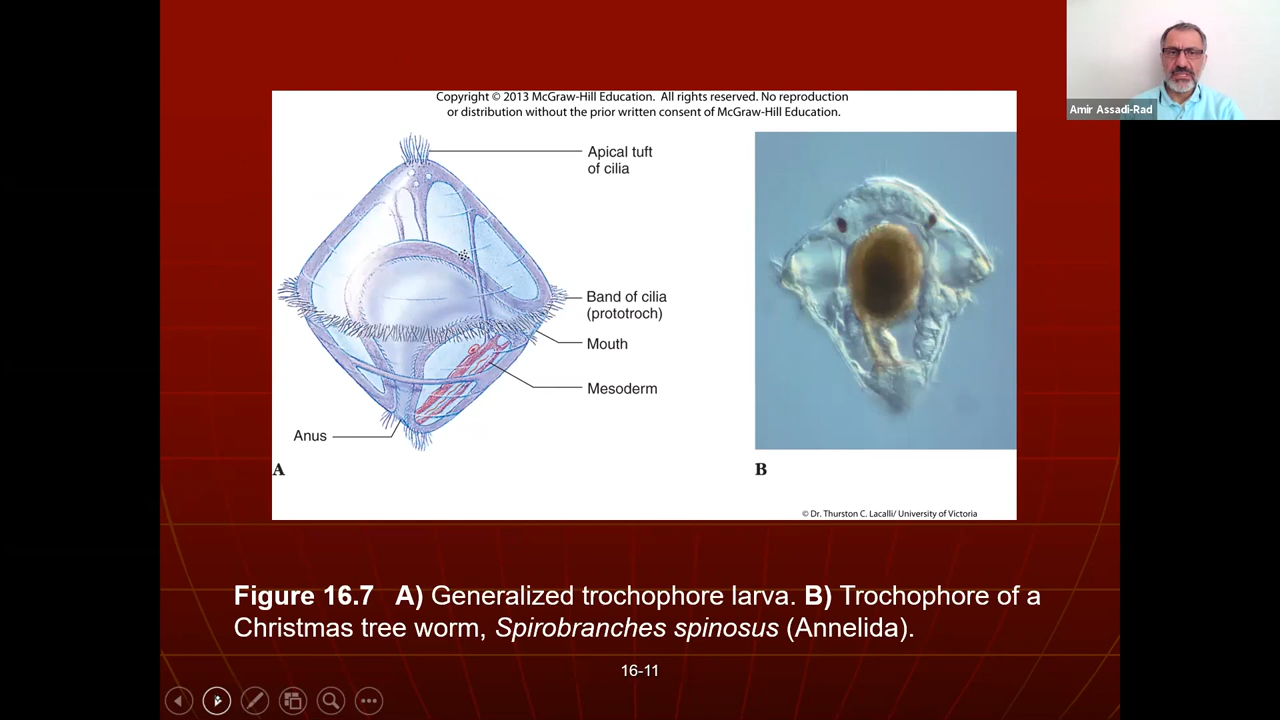 Copyright © 2013 McGraw-Hill Education. All rights reserved. No reproduction
or distribution without the prior written consent of McGraw-Hill Education.
Amir Assadi-Rad
Apical tuft
of cilia
Band of cilia
(prototroch)
Mouth
Mesoderm
Anus
A
B
© Dr. Thurston C. Lacalli/ University of Victoria
Figure 16.7 A) Generalized trochophore larva. B) Trochophore of a
Christmas tree worm, Spirobranches spinosus (Annelida).
16-11